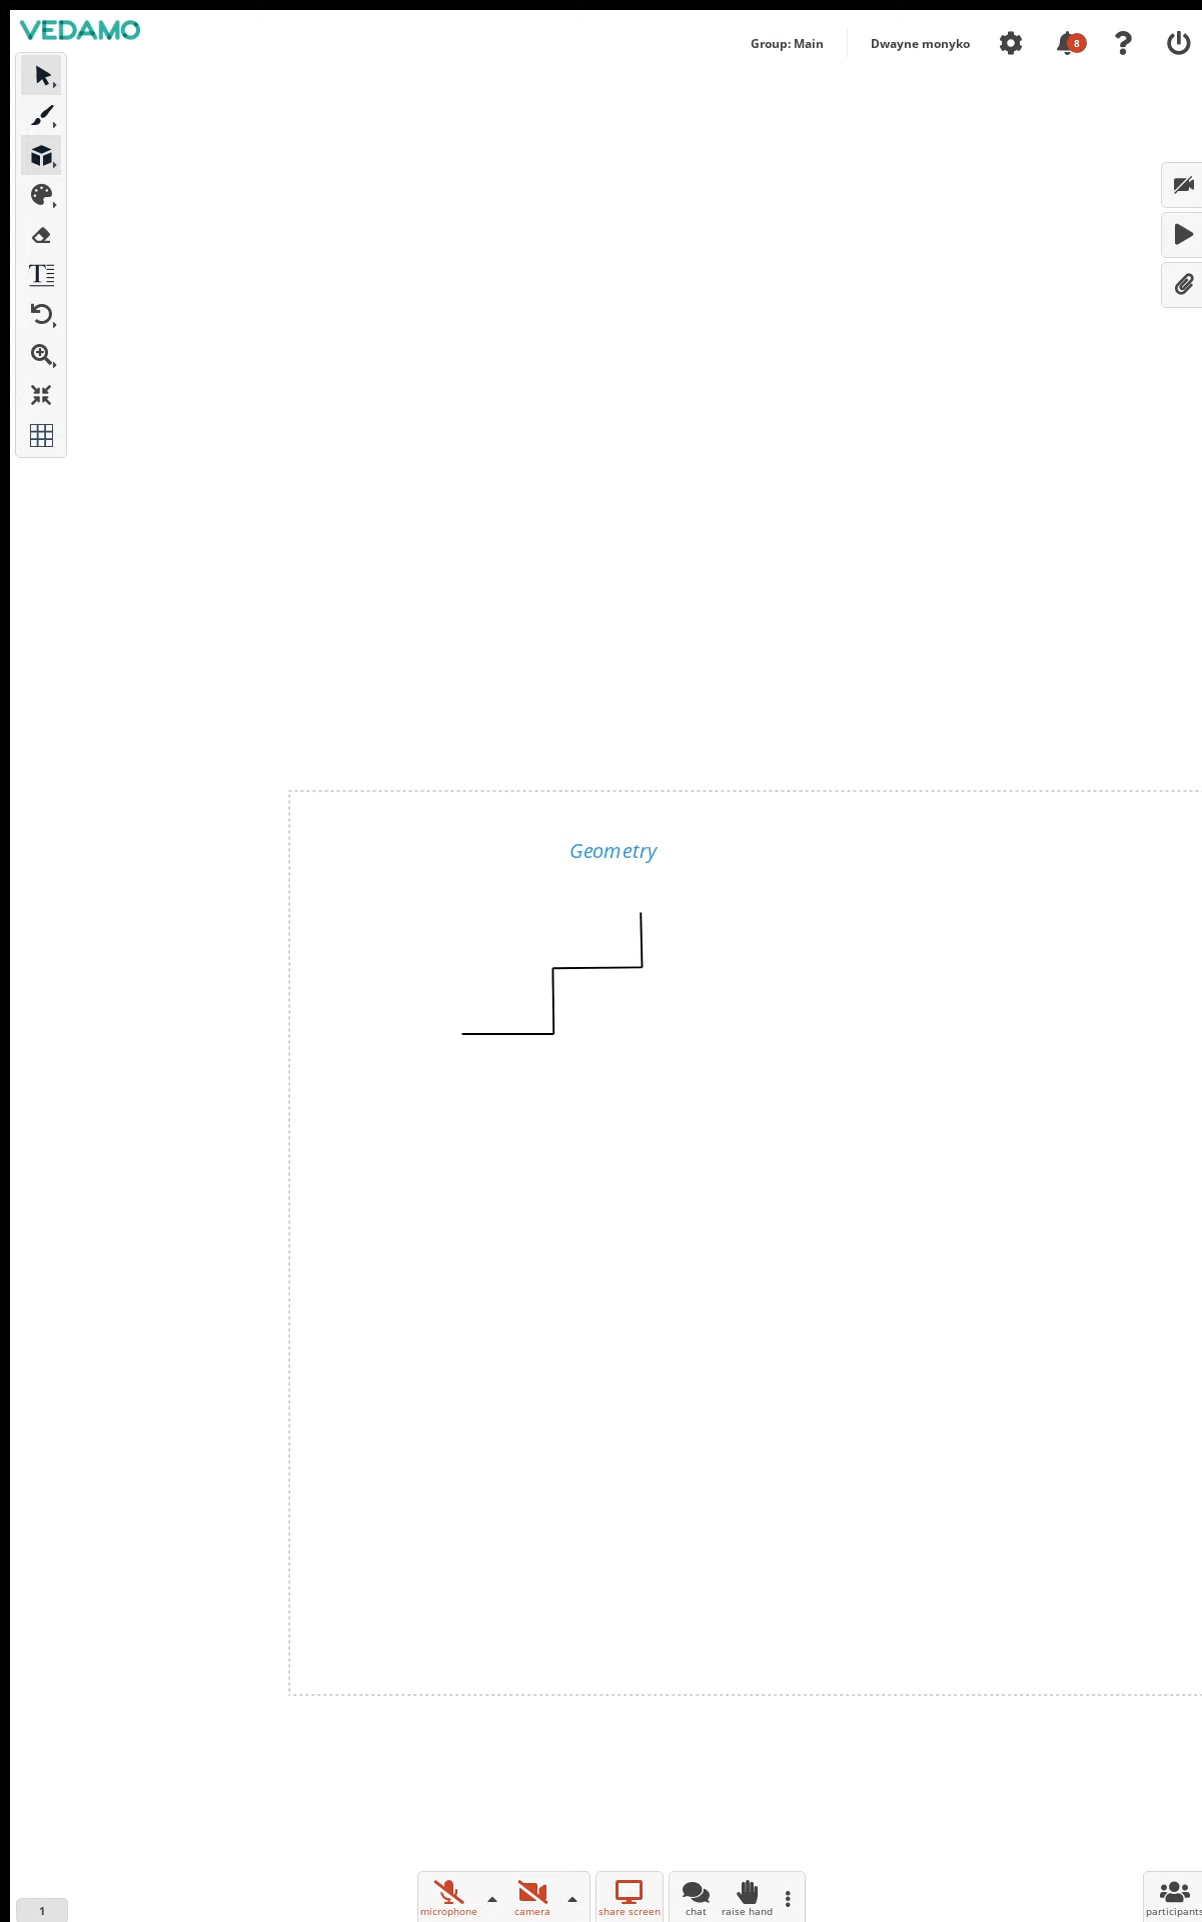 VEDAMO
Group: Main
Dwayne monyko
8
T
Geometry
1
microphone
camera
share screen
chat
raise hand
participants